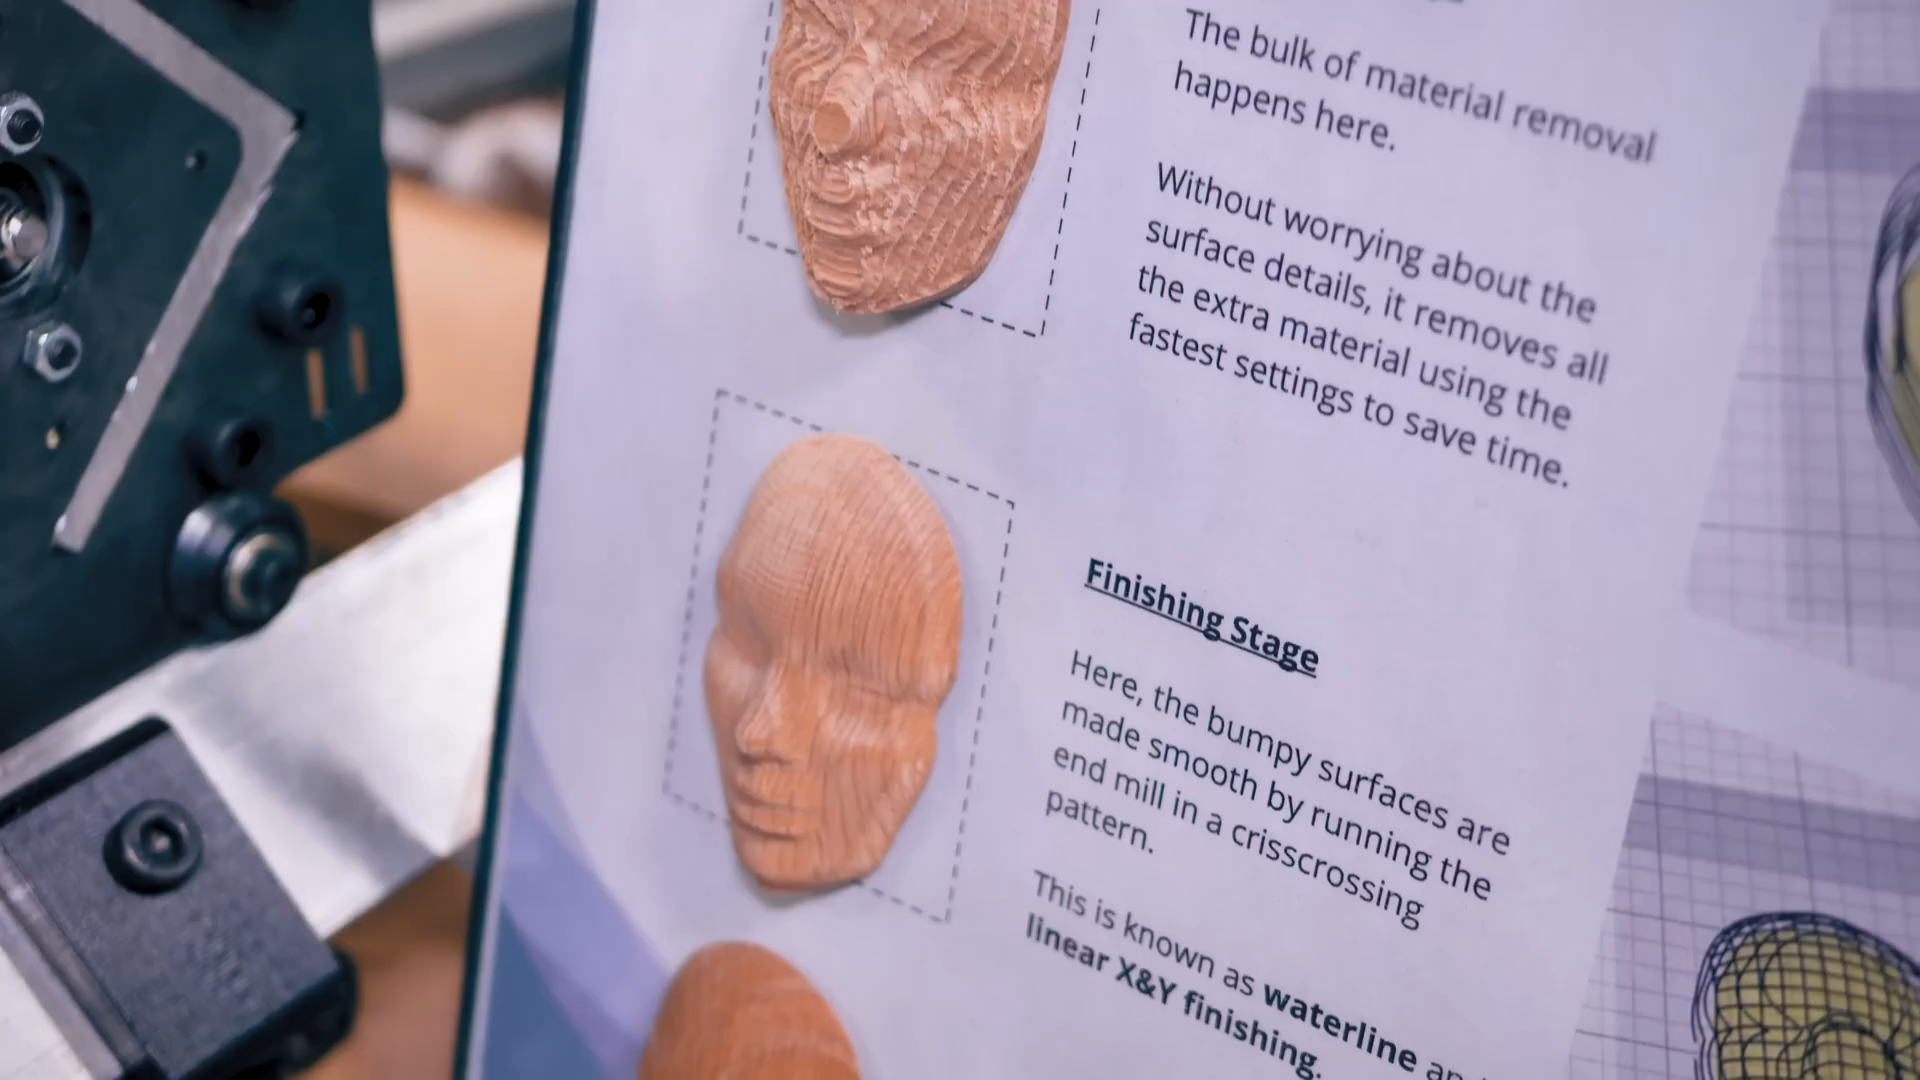 The bulk of material removal
happens here.
Without worrying about the
surface details, it removes all
the extra material using the
fastest settings to save time.
Finishing Stage
Here, the bumpy surfaces are
made smooth by running the
end mill in a crisscrossing
pattern.
This is known as waterline
linear X&Y finishing.